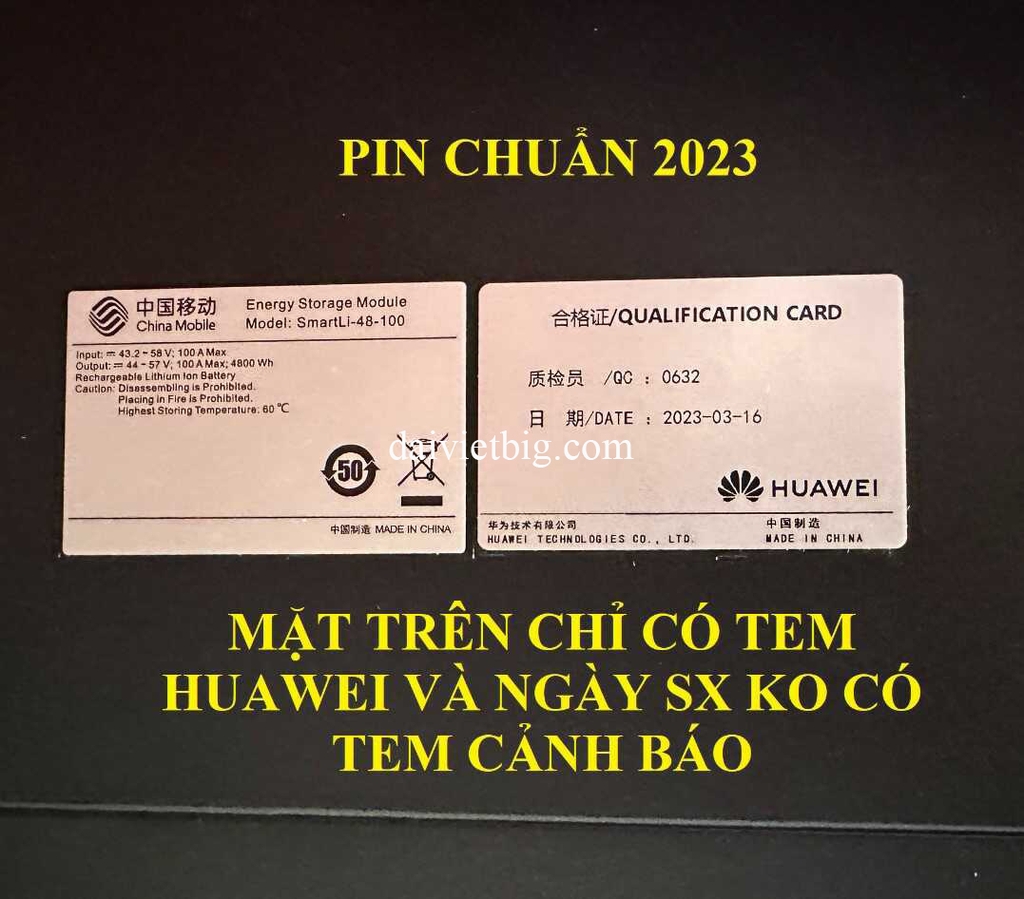 PIN CHUẨN 2023
中国移动
China Mobile
Energy Storage Module
Model: SmartLi-48-100
Input: ⎓ 43.2 ~ 58 V; 100 A Max
Output: ⎓ 44 ~ 57 V; 100 A Max; 4800 Wh
Rechargeable Lithium Ion Battery
Caution: Disassembling is Prohibited.
Placing in Fire is Prohibited.
Highest Storing Temperature: 60 ℃
50
中国制造 MADE IN CHINA
合格证/QUALIFICATION CARD
质检员 /QC : 0632
日 期/DATE : 2023-03-16
HUAWEI
华为技术有限公司
HUAWEI TECHNOLOGIES CO., LTD.
中国制造
MADE IN CHINA
daivietbig.com
MẶT TRÊN CHỈ CÓ TEM
HUAWEI VÀ NGÀY SX KO CÓ
TEM CẢNH BÁO